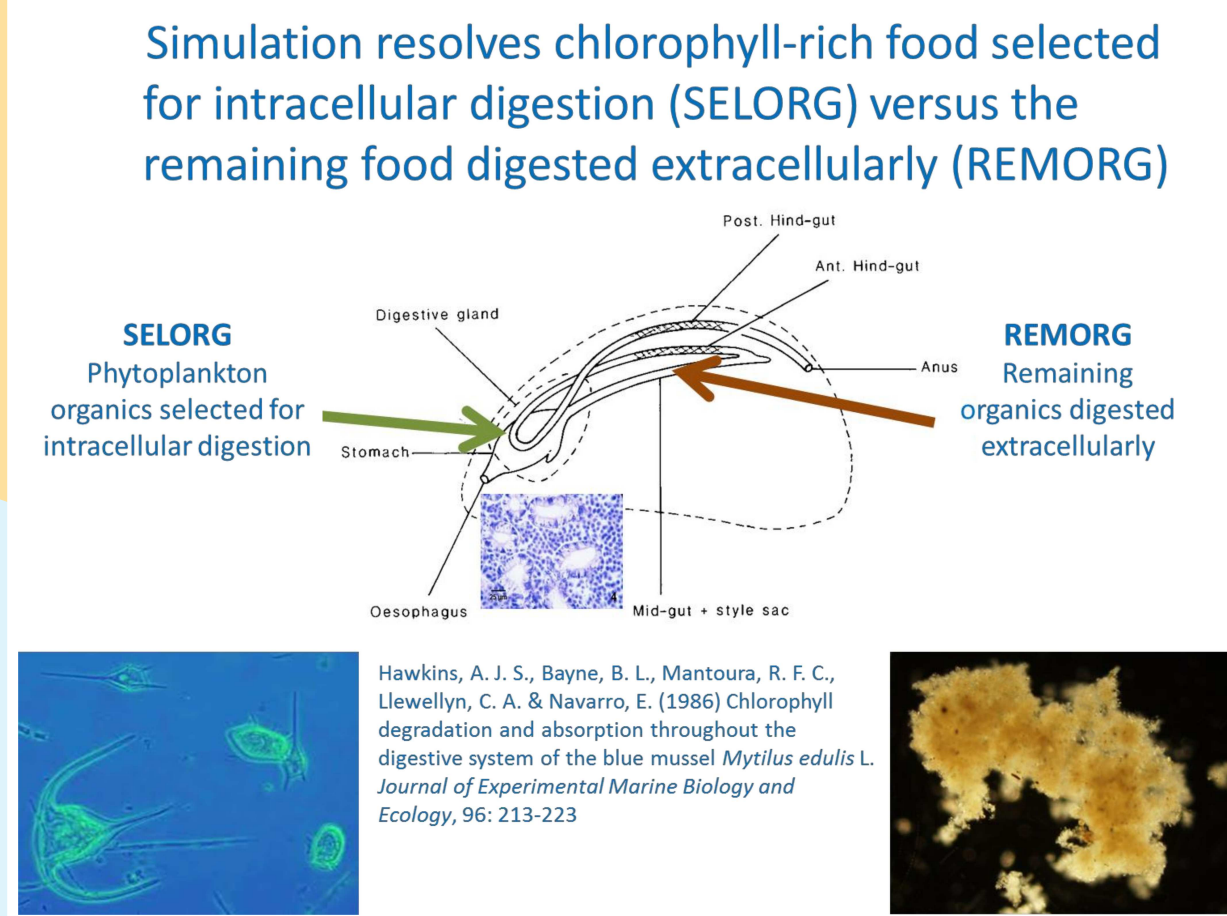 Simulation resolves chlorophyll-rich food selected
for intracellular digestion (SELORG) versus the
remaining food digested extracellularly (REMORG)
Post. Hind-gut
Ant. Hind-gut
Digestive gland
SELORG
Phytoplankton
organics selected for
intracellular digestion
REMORG
Remaining
organics digested
extracellularly
Anus
Stomach
25 µm
4
Oesophagus
Mid-gut + style sac
Hawkins, A. J. S., Bayne, B. L., Mantoura, R. F. C.,
Llewellyn, C. A. & Navarro, E. (1986) Chlorophyll
degradation and absorption throughout the
digestive system of the blue mussel Mytilus edulis L.
Journal of Experimental Marine Biology and
Ecology, 96: 213-223